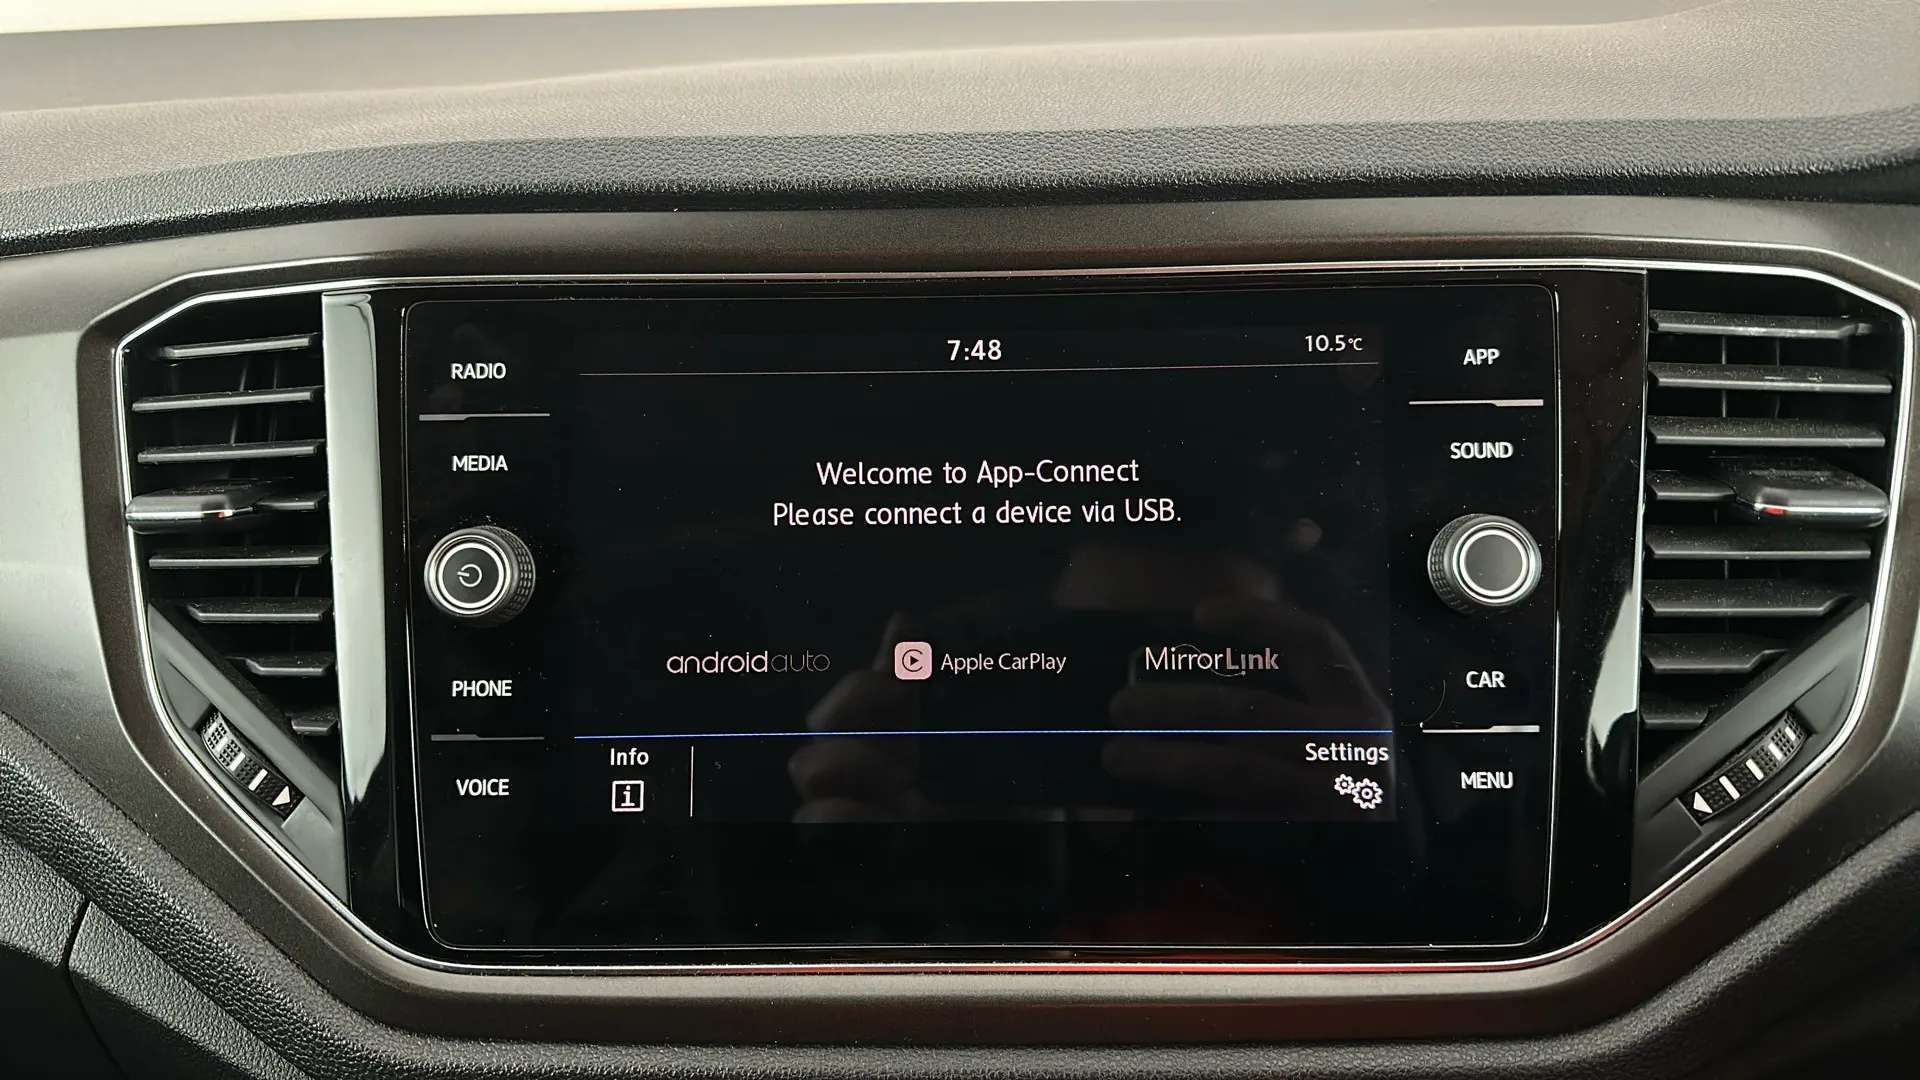 7:48
10.5°C
RADIO
APP
MEDIA
SOUND
Welcome to App-Connect
Please connect a device via USB.
androidauto
Apple CarPlay
MirrorLink
PHONE
CAR
Info
Settings
VOICE
MENU